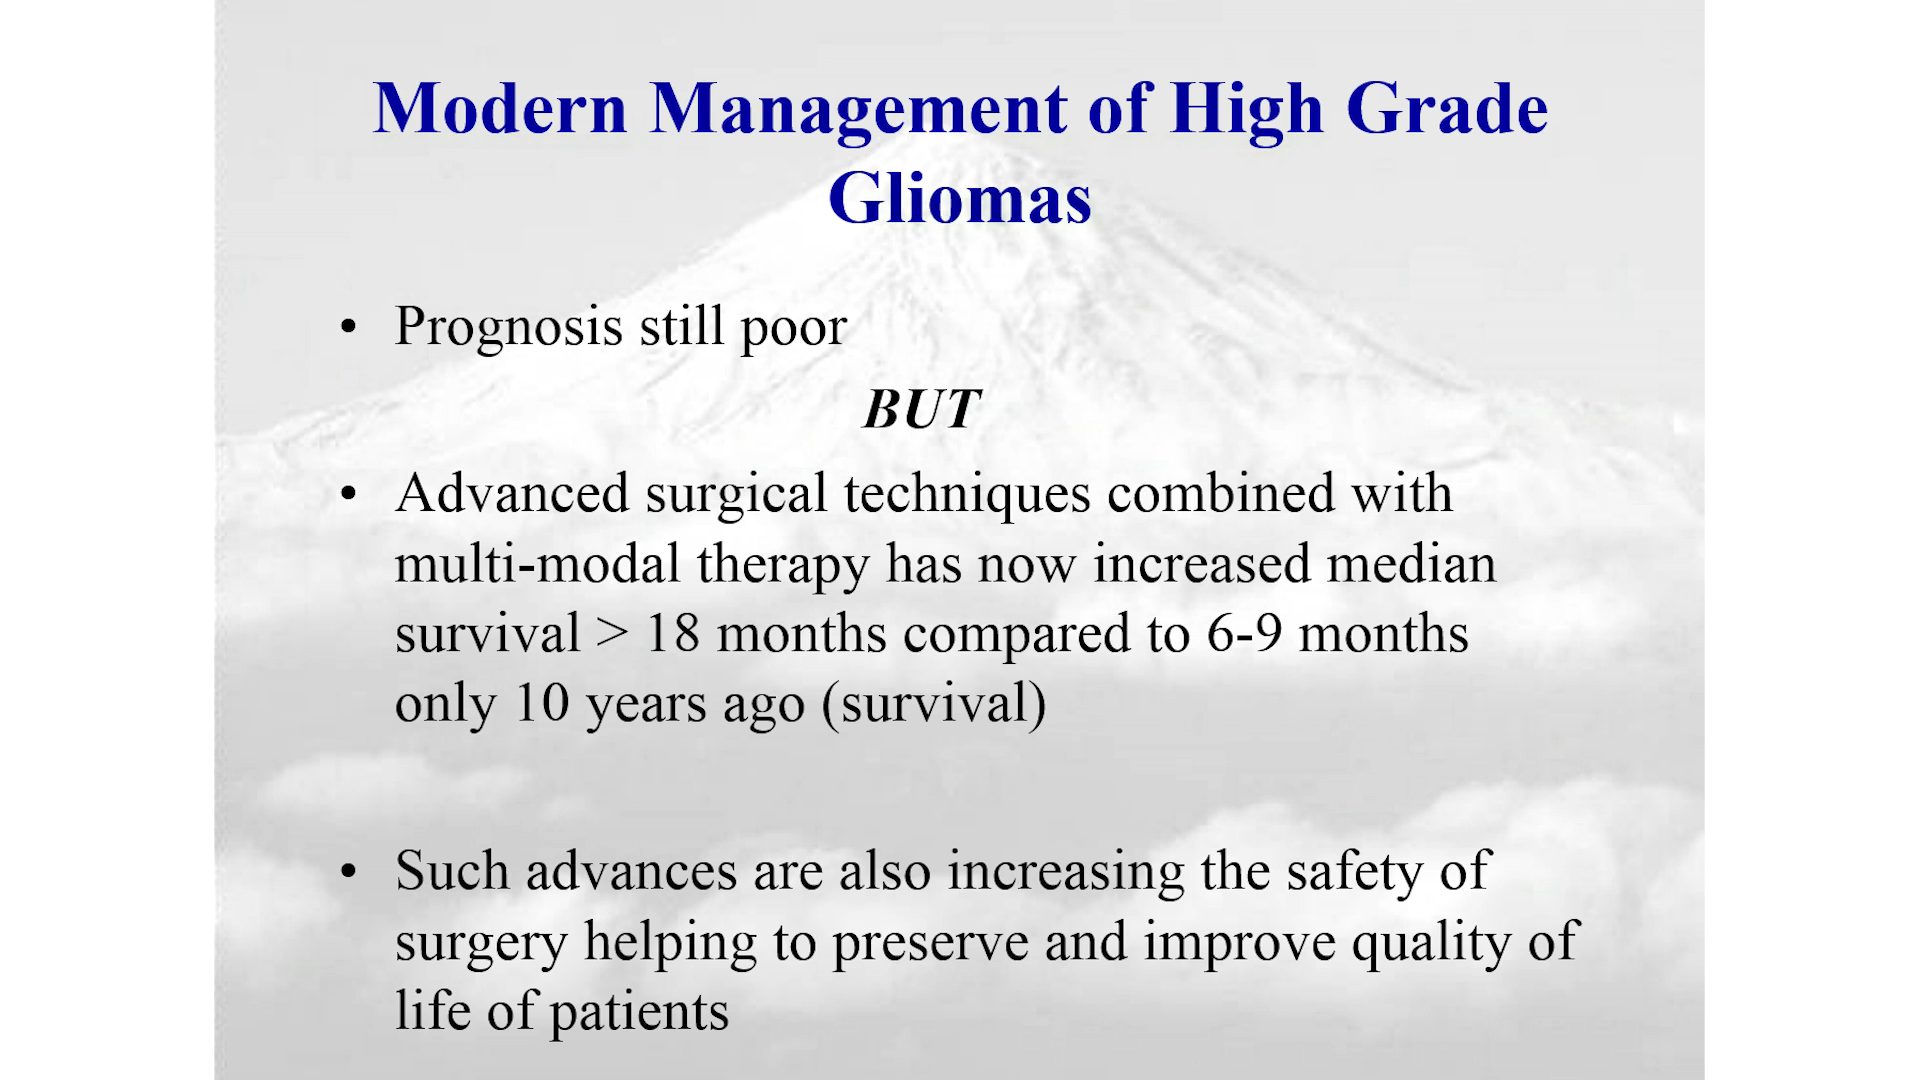 Modern Management of High Grade
Gliomas
• Prognosis still poor
BUT
• Advanced surgical techniques combined with
multi-modal therapy has now increased median
survival > 18 months compared to 6-9 months
only 10 years ago (survival)
• Such advances are also increasing the safety of
surgery helping to preserve and improve quality of
life of patients